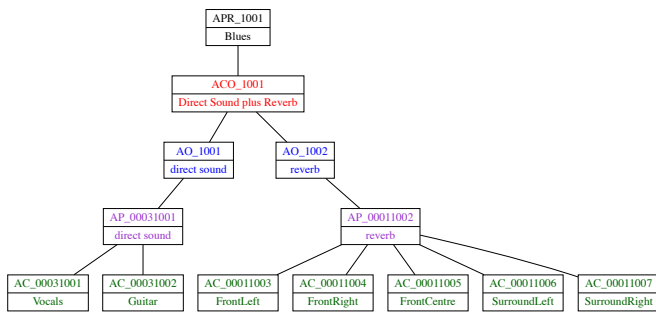 APR_1001
Blues
ACO_1001
Direct Sound plus Reverb
AO_1001
direct sound
AO_1002
reverb
AP_00031001
direct sound
AP_00011002
reverb
AC_00031001
Vocals
AC_00031002
Guitar
AC_00011003
FrontLeft
AC_00011004
FrontRight
AC_00011005
FrontCentre
AC_00011006
SurroundLeft
AC_00011007
SurroundRight